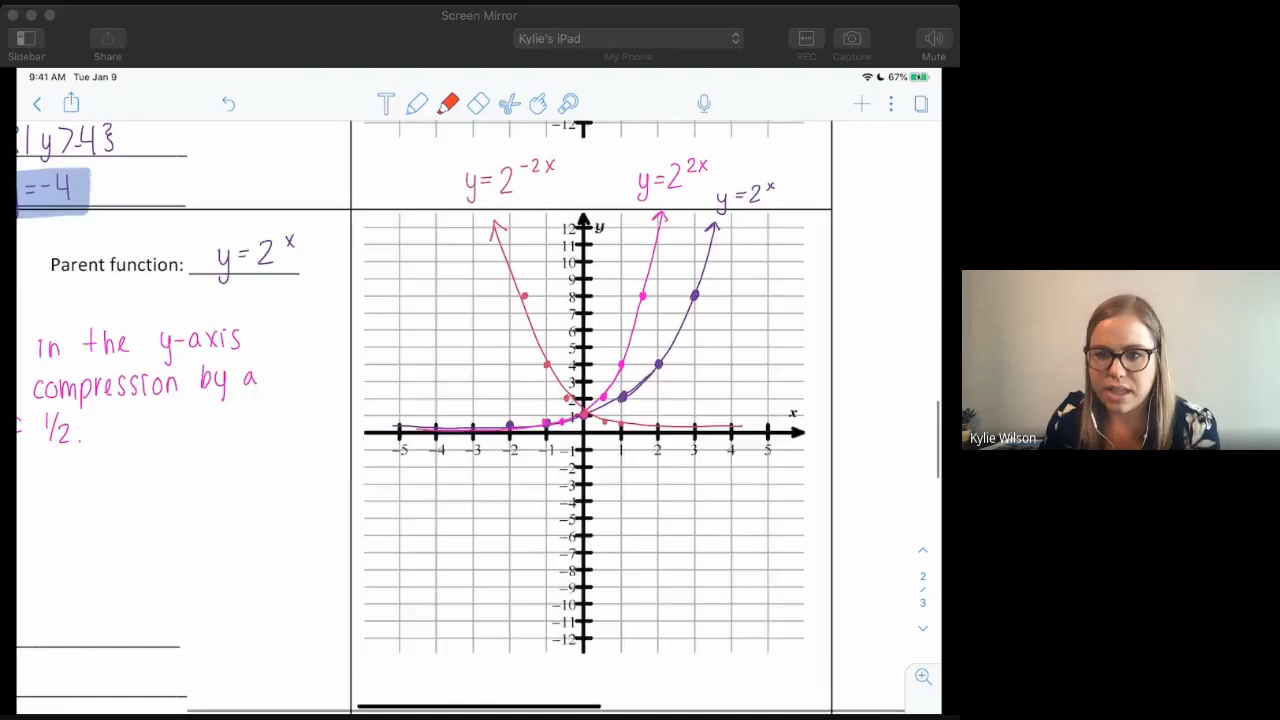 Screen Mirror
Kylie's iPad
Sidebar
Share
My Phone
REC
Capture
Mute
9:41 AM Tue Jan 9
67%
T
| y > -4}
= -4
-12
y = 2^-2x
y = 2^2x
y = 2^x
Parent function: y = 2^x
in the y-axis
compression by a
1/2.
y
12
11
10
9
8
7
6
5
4
3
2
1
x
-5 -4 -3 -2 -1 1 2 3 4 5
-1
-2
-3
-4
-5
-6
-7
-8
-9
-10
-11
-12
2
/
3
Kylie Wilson